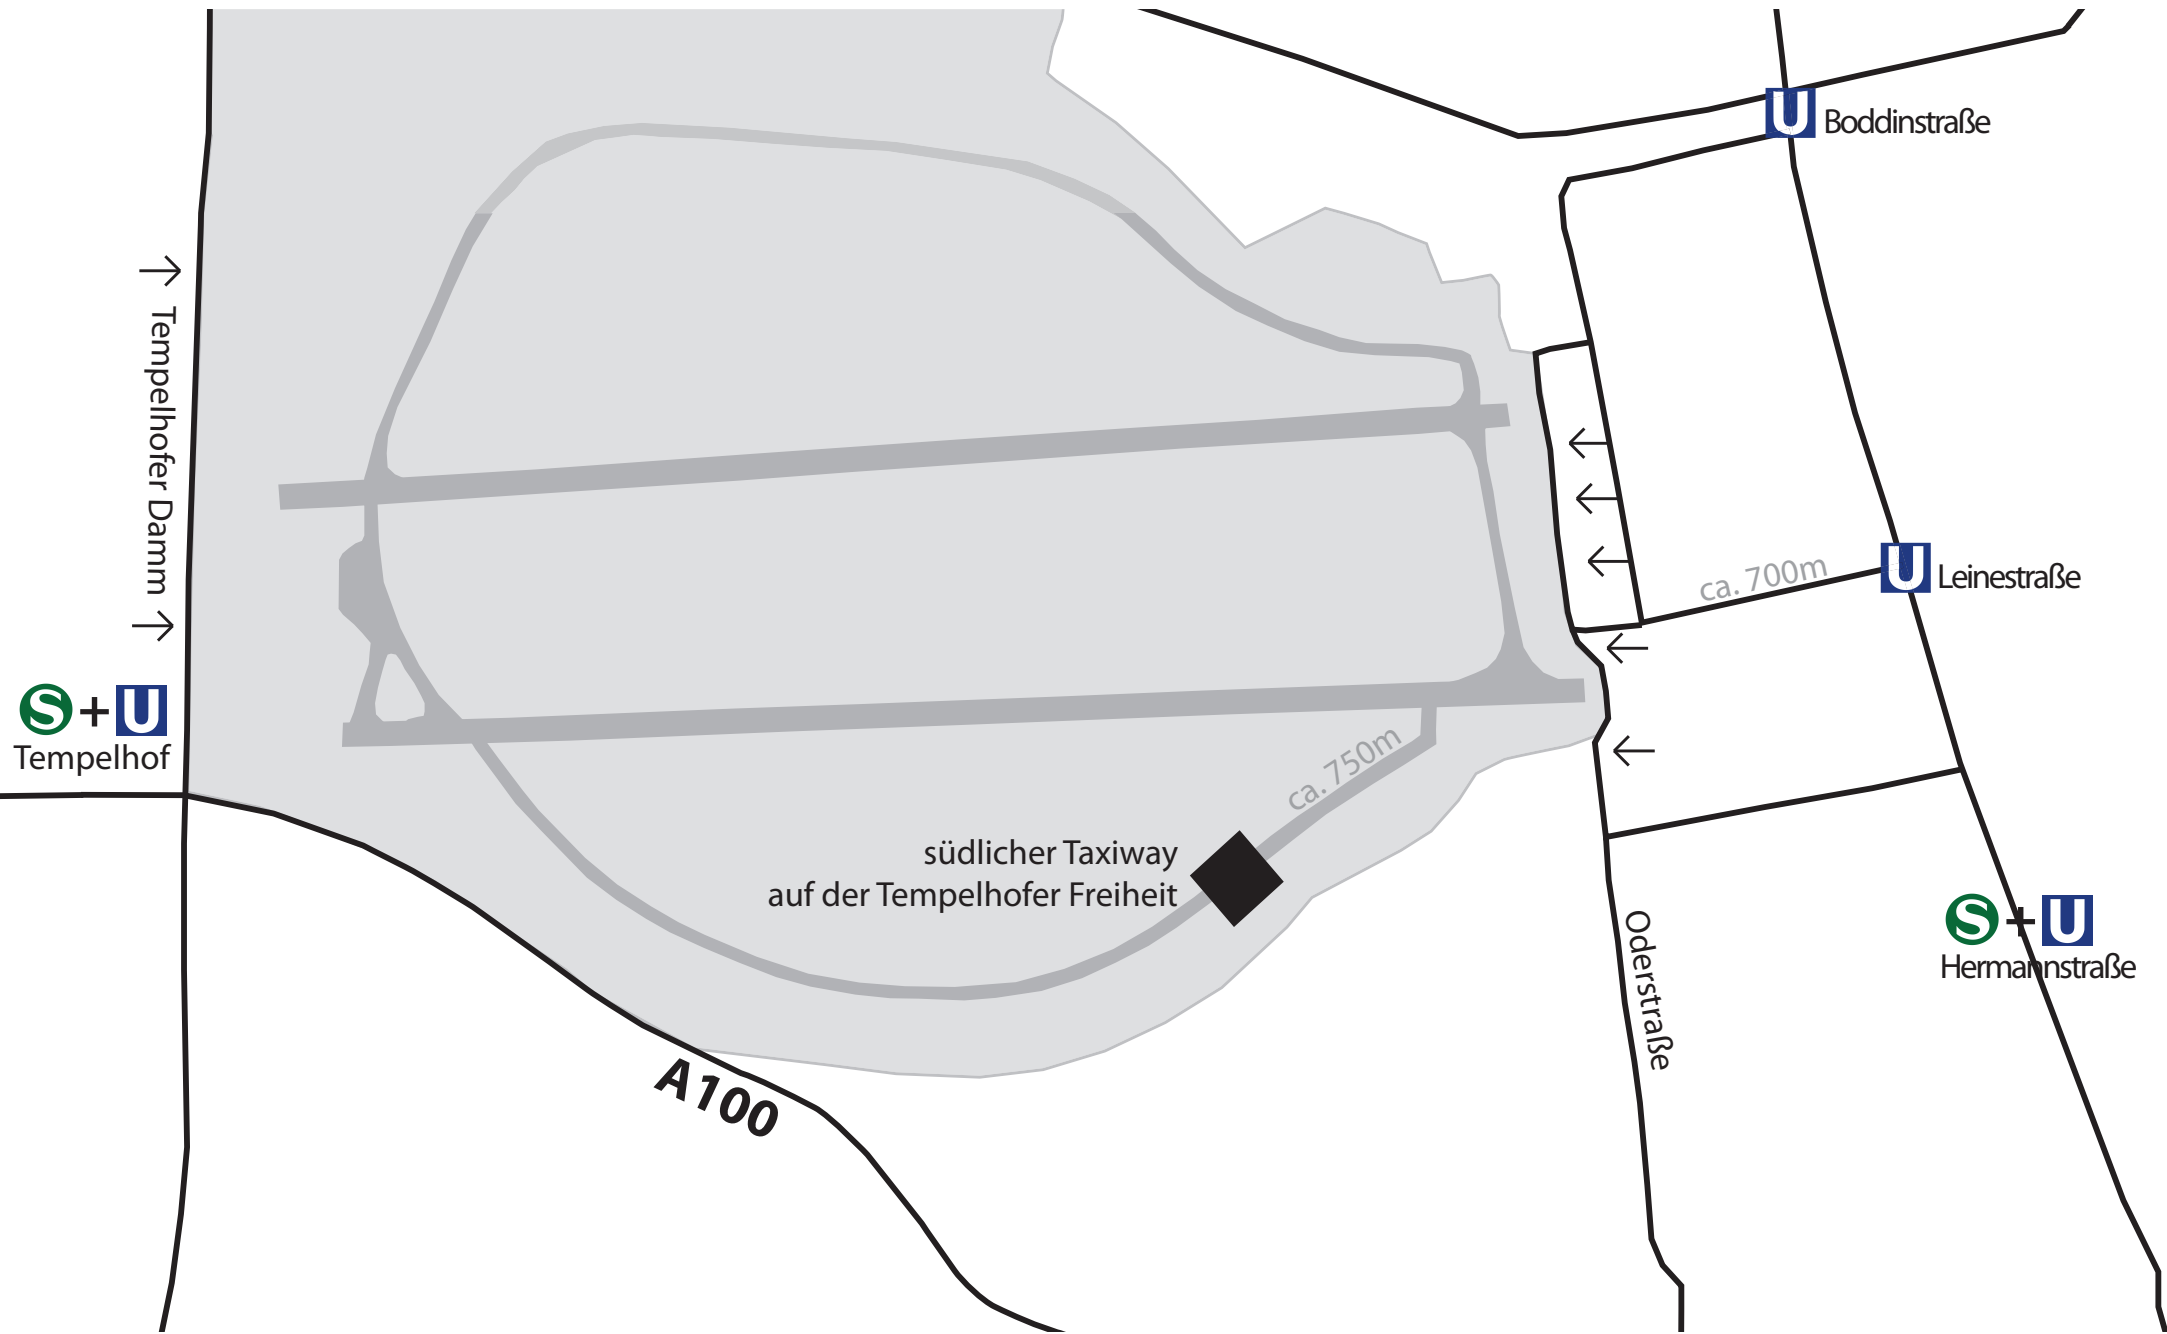 U Boddinstraße
Tempelhofer Damm
ca. 700m
U Leinestraße
S+U
Tempelhof
ca. 750m
südlicher Taxiway
auf der Tempelhofer Freiheit
S+U
Hermannstraße
Oderstraße
A100